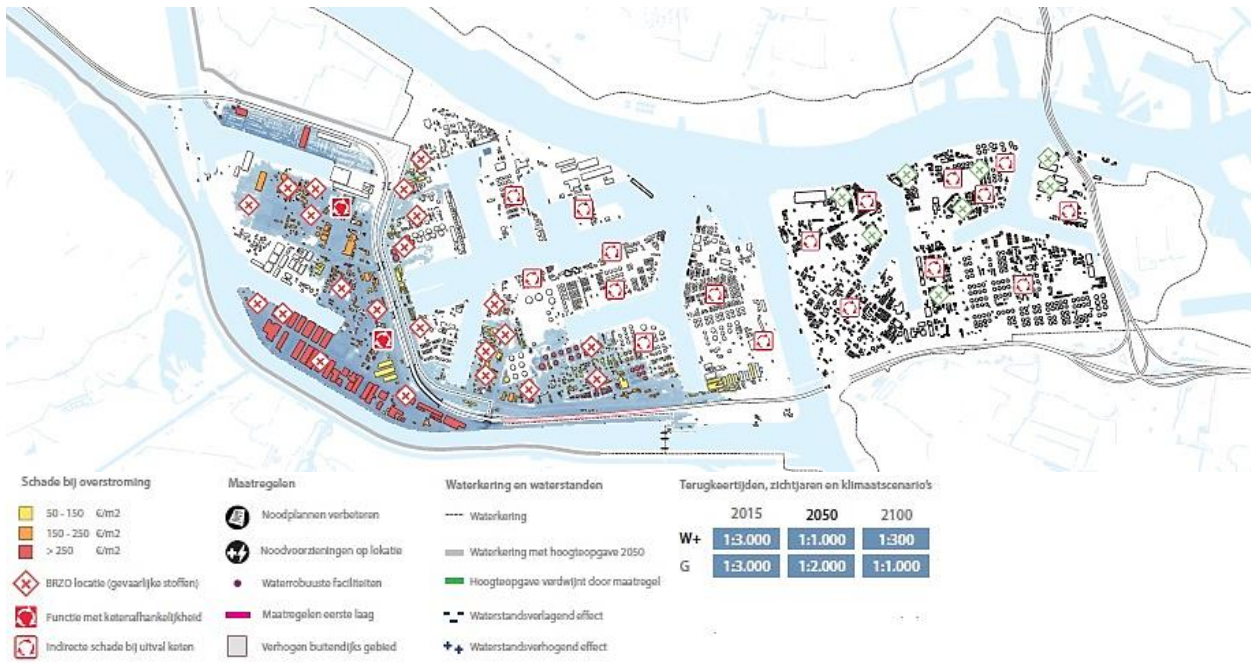 Schade bij overstroming
50 - 150 €/m2
150 - 250 €/m2
> 250 €/m2
BRZO locatie (gevaarlijke stoffen)
Functie met ketenafhankelijkheid
Indirecte schade bij uitval keten
Maatregelen
Noodplannen verbeteren
Noodvoorzieningen op lokatie
Waterrobuuste faciliteiten
Maatregelen eerste laag
Verhogen buitendijks gebied
Waterkering en waterstanden
Waterkering
Waterkering met hoogteopgave 2050
Hoogteopgave verdwijnt door maatregel
Waterstandsverlagend effect
Waterstandsverhogend effect
Terugkeertijden, zichtjaren en klimaatscenario's
2015 2050 2100
W+ 1:3.000 1:1.000 1:300
G 1:3.000 1:2.000 1:1.000